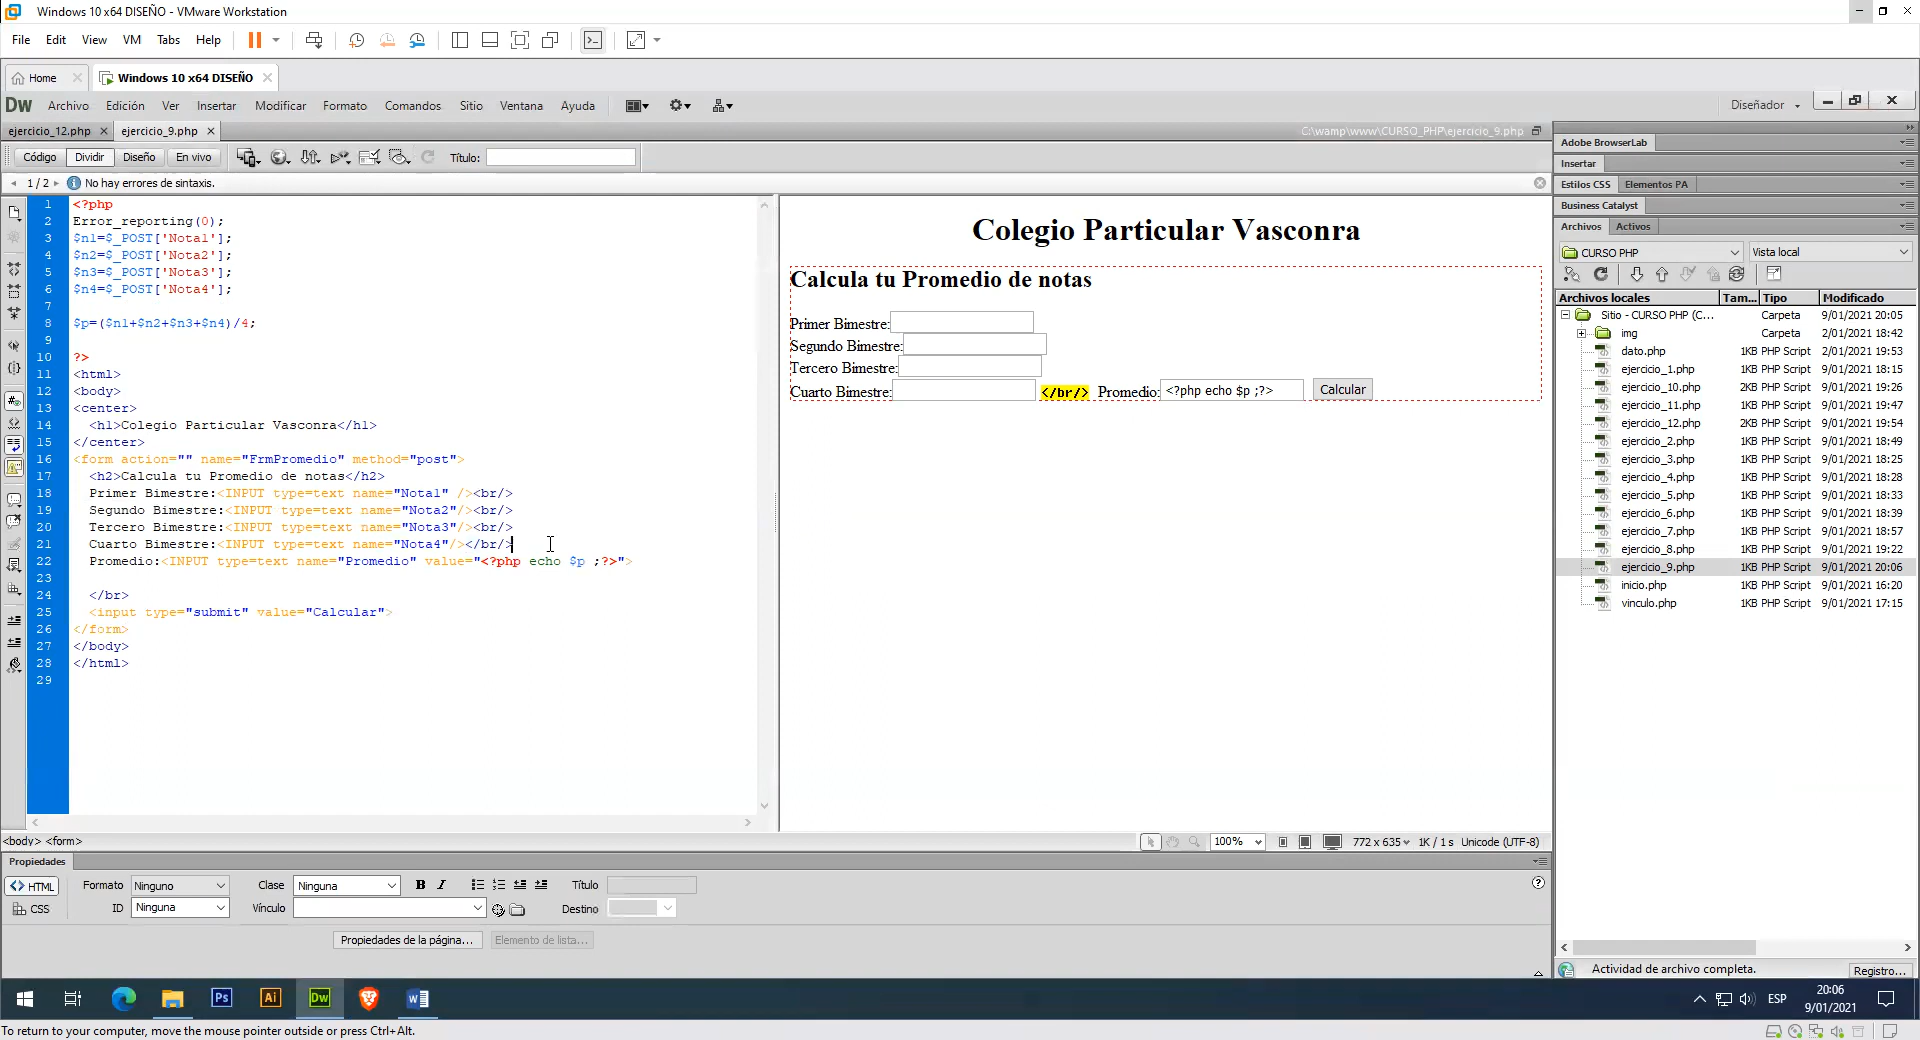 Windows 10 x64 DISEÑO - VMware Workstation
File Edit View VM Tabs Help
Home Windows 10 x64 DISEÑO
Dw Archivo Edición Ver Insertar Modificar Formato Comandos Sitio Ventana Ayuda Diseñador
ejercicio_12.php ejercicio_9.php C:\wamp\www\CURSO_PHP\ejercicio_9.php
Código Dividir Diseño En vivo Título:
1 / 2 No hay errores de sintaxis.
1 <?php
2 Error_reporting(0);
3 $n1=$_POST['Nota1'];
4 $n2=$_POST['Nota2'];
5 $n3=$_POST['Nota3'];
6 $n4=$_POST['Nota4'];
7
8 $p=($n1+$n2+$n3+$n4)/4;
9
10 ?>
11 <html>
12 <body>
13 <center>
14 <h1>Colegio Particular Vasconra</h1>
15 </center>
16 <form action="" name="FrmPromedio" method="post">
17 <h2>Calcula tu Promedio de notas</h2>
18 Primer Bimestre:<INPUT type=text name="Nota1" /><br/>
19 Segundo Bimestre:<INPUT type=text name="Nota2"/><br/>
20 Tercero Bimestre:<INPUT type=text name="Nota3"/><br/>
21 Cuarto Bimestre:<INPUT type=text name="Nota4"/></br/>
22 Promedio:<INPUT type=text name="Promedio" value="<?php echo $p ;?>">
23
24 </br>
25 <input type="submit" value="Calcular">
26 </form>
27 </body>
28 </html>
29
Colegio Particular Vasconra
Calcula tu Promedio de notas
Primer Bimestre:
Segundo Bimestre:
Tercero Bimestre:
Cuarto Bimestre: </br/> Promedio: <?php echo $p ;?> Calcular
Adobe BrowserLab
Insertar
Estilos CSS Elementos PA
Business Catalyst
Archivos Activos
CURSO PHP Vista local
Archivos locales Tam... Tipo Modificado
Sitio - CURSO PHP (C... Carpeta 9/01/2021 20:05
img Carpeta 2/01/2021 18:42
dato.php 1KB PHP Script 2/01/2021 19:53
ejercicio_1.php 1KB PHP Script 9/01/2021 18:15
ejercicio_10.php 2KB PHP Script 9/01/2021 19:26
ejercicio_11.php 1KB PHP Script 9/01/2021 19:47
ejercicio_12.php 2KB PHP Script 9/01/2021 19:54
ejercicio_2.php 1KB PHP Script 9/01/2021 18:49
ejercicio_3.php 1KB PHP Script 9/01/2021 18:25
ejercicio_4.php 1KB PHP Script 9/01/2021 18:28
ejercicio_5.php 1KB PHP Script 9/01/2021 18:33
ejercicio_6.php 1KB PHP Script 9/01/2021 18:39
ejercicio_7.php 1KB PHP Script 9/01/2021 18:57
ejercicio_8.php 1KB PHP Script 9/01/2021 19:22
ejercicio_9.php 1KB PHP Script 9/01/2021 20:06
inicio.php 1KB PHP Script 9/01/2021 16:20
vinculo.php 1KB PHP Script 9/01/2021 17:15
<body> <form> 100% 772 x 635 1K / 1 s Unicode (UTF-8)
Propiedades
<> HTML Formato Ninguno Clase Ninguna B I Título
CSS ID Ninguna Vínculo Destino
Propiedades de la página... Elemento de lista...
Actividad de archivo completa. Registro...
Ps Ai Dw W ESP 20:06
9/01/2021
To return to your computer, move the mouse pointer outside or press Ctrl+Alt.